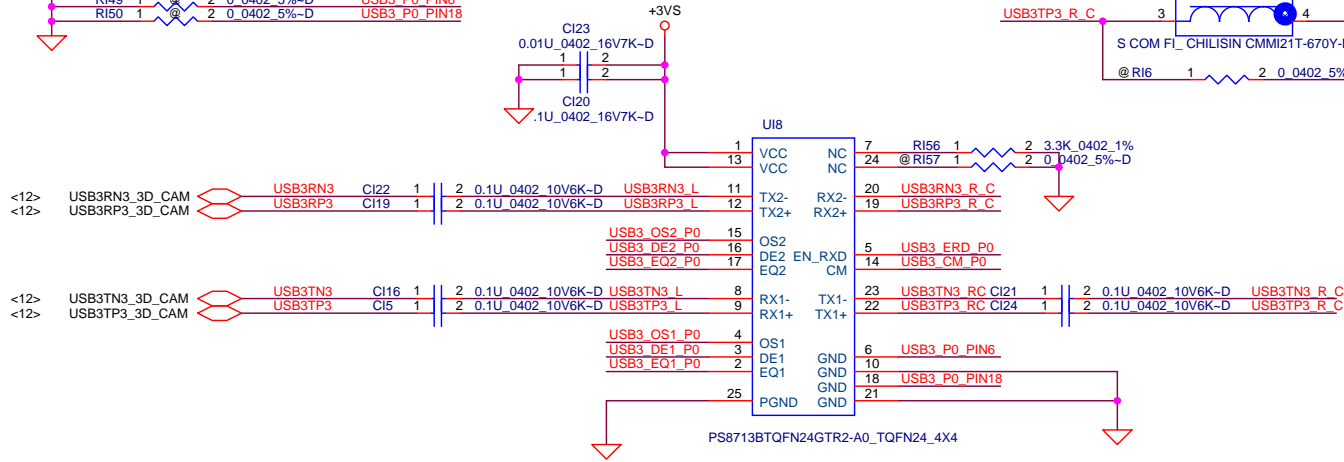 RI49 1 @ 2 0_0402_5%~D USB3_P0_PIN6
RI50 1 @ 2 0_0402_5%~D USB3_P0_PIN18
+3VS
USB3TP3_R_C 3 4
S COM FI_ CHILISIN CMMI21T-670Y-
@ RI6 1 2 0_0402_5%
CI23
0.01U_0402_16V7K~D
1 2
1 2
CI20
.1U_0402_16V7K~D
UI8
1 VCC NC 7 RI56 1 2 3.3K_0402_1%
13 VCC NC 24 @ RI57 1 2 0_0402_5%~D
<12> USB3RN3_3D_CAM USB3RN3 CI22 1 2 0.1U_0402_10V6K~D USB3RN3_L 11 TX2- RX2- 20 USB3RN3_R_C
<12> USB3RP3_3D_CAM USB3RP3 CI19 1 2 0.1U_0402_10V6K~D USB3RP3_L 12 TX2+ RX2+ 19 USB3RP3_R_C
USB3_OS2_P0 15 OS2
USB3_DE2_P0 16 DE2 EN_RXD 5 USB3_ERD_P0
USB3_EQ2_P0 17 EQ2 CM 14 USB3_CM_P0
<12> USB3TN3_3D_CAM USB3TN3 CI16 1 2 0.1U_0402_10V6K~D USB3TN3_L 8 RX1- TX1- 23 USB3TN3_RC CI21 1 2 0.1U_0402_10V6K~D USB3TN3_R_C
<12> USB3TP3_3D_CAM USB3TP3 CI5 1 2 0.1U_0402_10V6K~D USB3TP3_L 9 RX1+ TX1+ 22 USB3TP3_RC CI24 1 2 0.1U_0402_10V6K~D USB3TP3_R_C
USB3_OS1_P0 4 OS1
USB3_DE1_P0 3 DE1 GND 6 USB3_P0_PIN6
USB3_EQ1_P0 2 EQ1 GND 10
GND 18 USB3_P0_PIN18
25 PGND GND 21
PS8713BTQFN24GTR2-A0_TQFN24_4X4